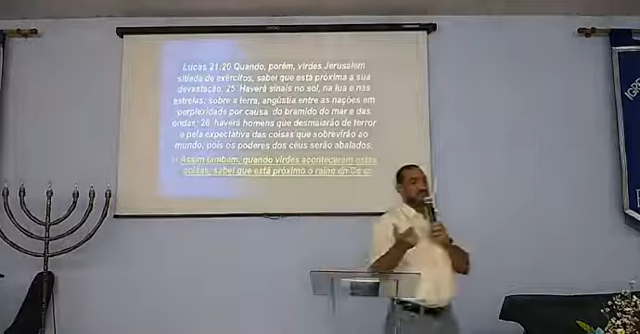 Lucas 21:20 Quando, porém, virdes Jerusalém
sitiada de exércitos, sabei que está próxima a sua
devastação. 25 Haverá sinais no sol, na lua e nas
estrelas; sobre a terra, angústia entre as nações em
perplexidade por causa do bramido do mar e das
ondas; 26 haverá homens que desmaiarão de terror
e pela expectativa das coisas que sobrevirão ao
mundo; pois os poderes dos céus serão abalados.
Assim também, quando virdes acontecerem estas
coisas, sabei que está próximo o reino de De
IGRE